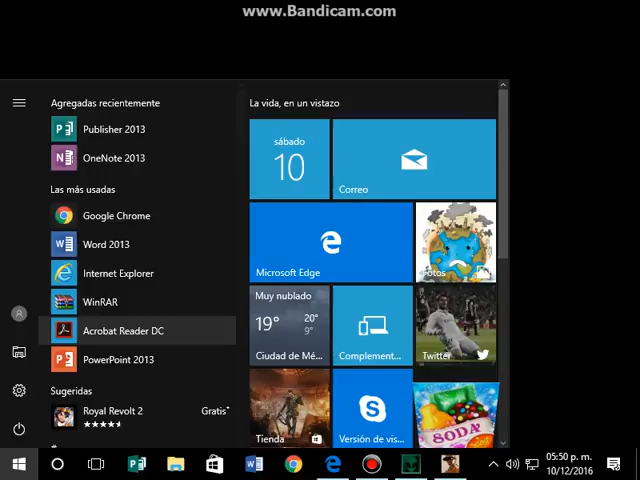 www.Bandicam.com
Agregadas recientemente
Publisher 2013
OneNote 2013
Las más usadas
Google Chrome
Word 2013
Internet Explorer
WinRAR
Acrobat Reader DC
PowerPoint 2013
Sugeridas
Royal Revolt 2
Gratis*
La vida, en un vistazo
sábado
10
Correo
Microsoft Edge
Fotos
Muy nublado
19° 20°
9°
Ciudad de Mé...
Complement...
Twitter
Tienda
Versión de vis...
SODA
05:50 p. m.
10/12/2016